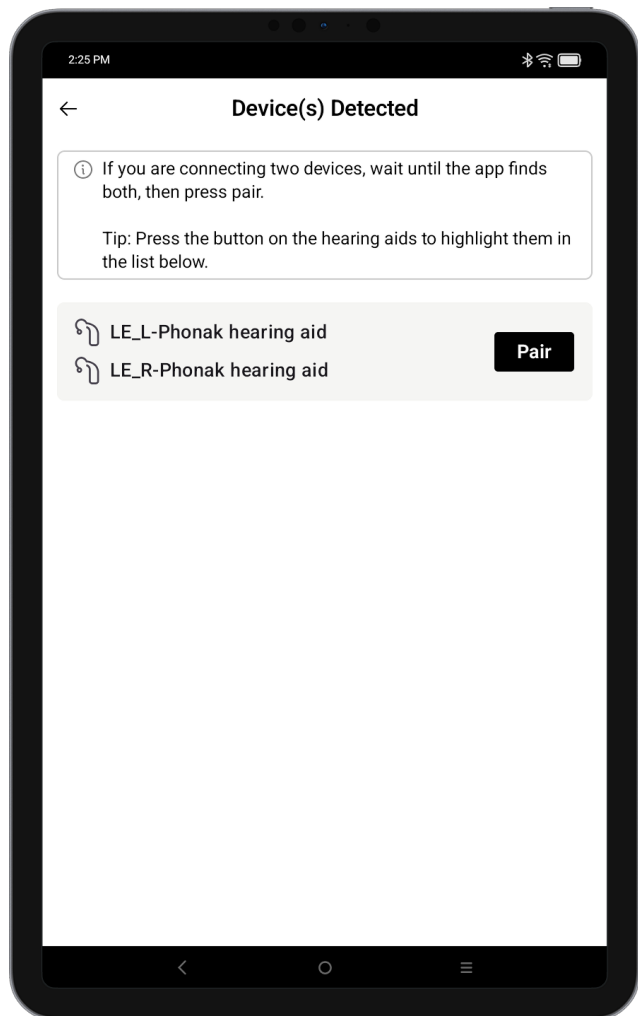 2:25 PM
Device(s) Detected
If you are connecting two devices, wait until the app finds
both, then press pair.
Tip: Press the button on the hearing aids to highlight them in
the list below.
LE_L-Phonak hearing aid
LE_R-Phonak hearing aid
Pair